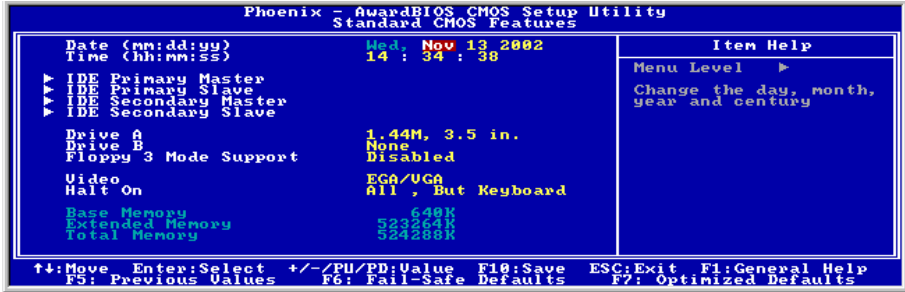 Phoenix - AwardBIOS CMOS Setup Utility
Standard CMOS Features
Date (mm:dd:yy) Wed, Nov 13 2002
Time (hh:mm:ss) 14 : 34 : 38
IDE Primary Master
IDE Primary Slave
IDE Secondary Master
IDE Secondary Slave
Drive A 1.44M, 3.5 in.
Drive B None
Floppy 3 Mode Support Disabled
Video EGA/VGA
Halt On All , But Keyboard
Base Memory 640K
Extended Memory 523264K
Total Memory 524288K
Item Help
Menu Level
Change the day, month,
year and century
↑↓:Move Enter:Select +/-/PU/PD:Value F10:Save ESC:Exit F1:General Help
F5: Previous Values F6: Fail-Safe Defaults F7: Optimized Defaults